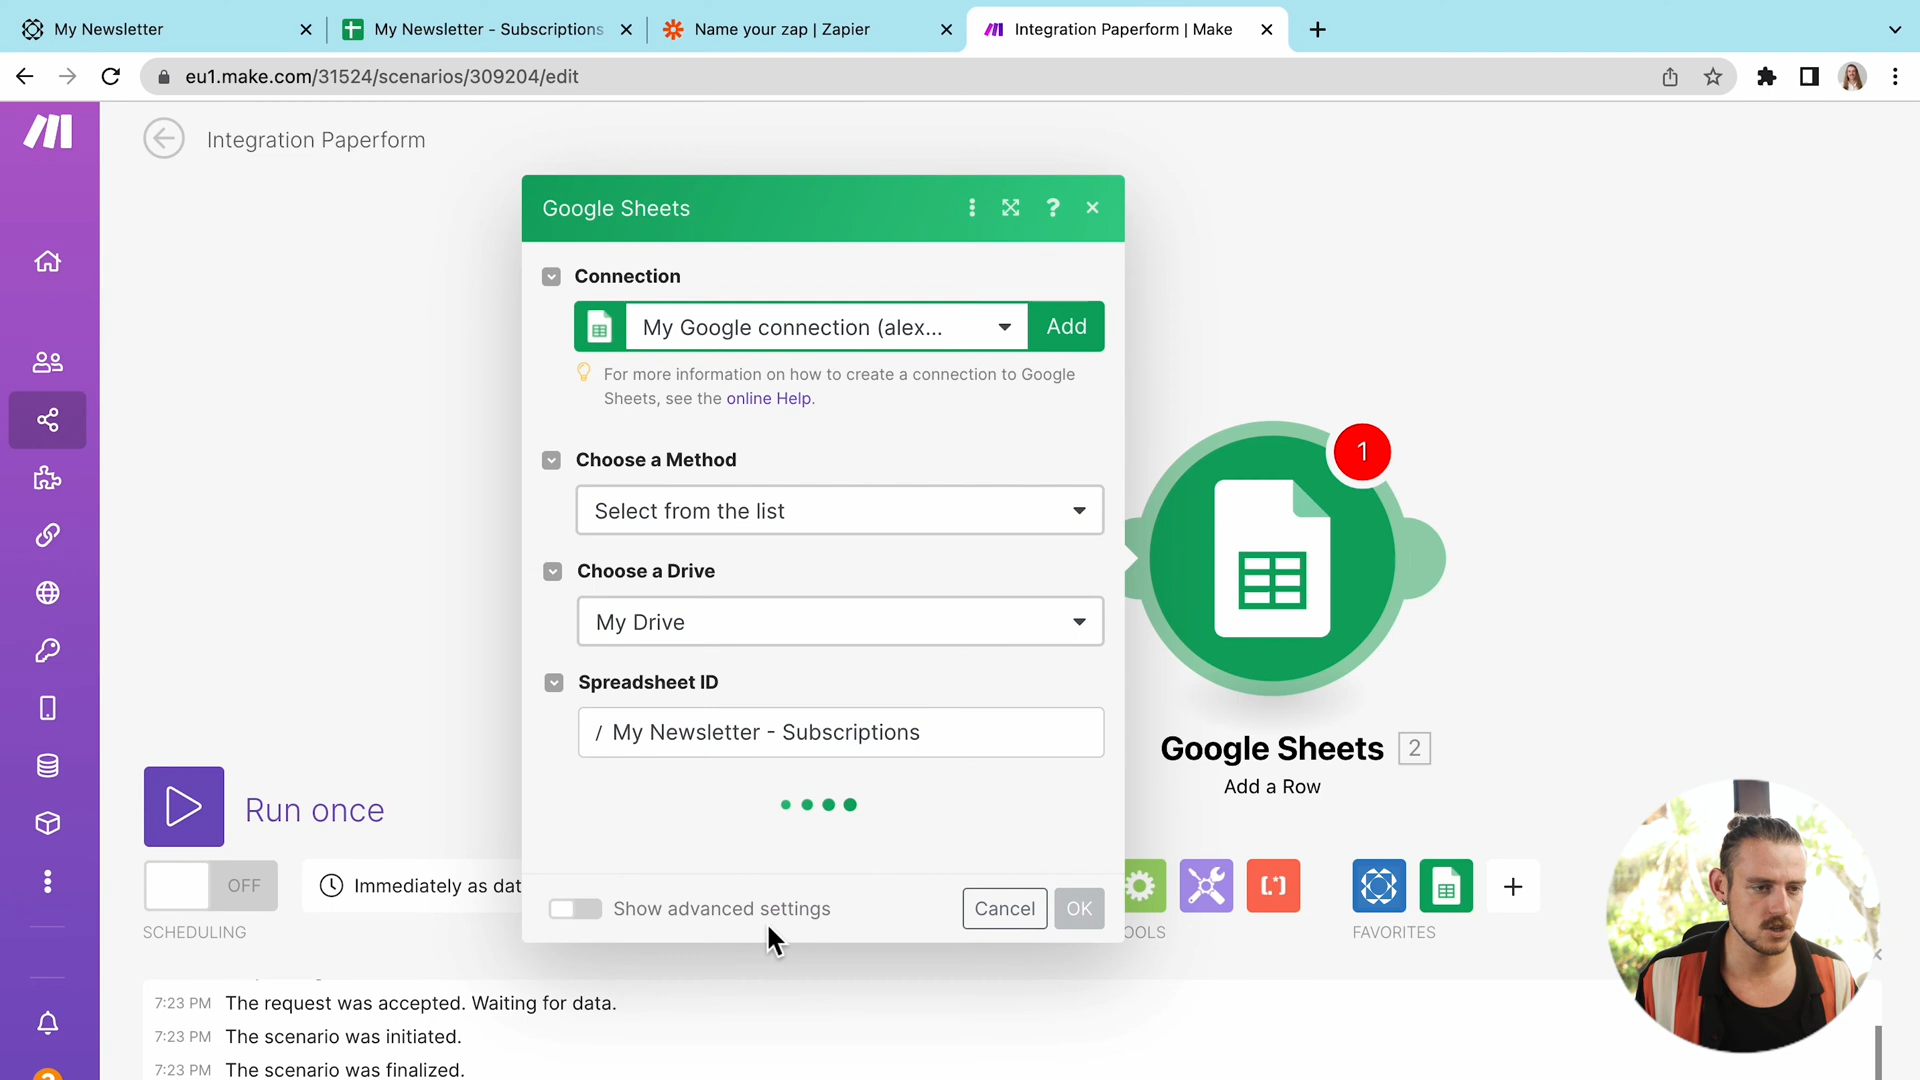 My Newsletter
My Newsletter - Subscriptions
Name your zap | Zapier
Integration Paperform | Make
eu1.make.com/31524/scenarios/309204/edit
Integration Paperform
Google Sheets
?
Connection
My Google connection (alex...
Add
For more information on how to create a connection to Google
Sheets, see the online Help.
Choose a Method
Select from the list
Choose a Drive
My Drive
Spreadsheet ID
/ My Newsletter - Subscriptions
1
Google Sheets 2
Add a Row
Run once
OFF
Immediately as dat
SCHEDULING
Show advanced settings
Cancel
OK
OOLS
FAVORITES
7:23 PM The request was accepted. Waiting for data.
7:23 PM The scenario was initiated.
7:23 PM The scenario was finalized.